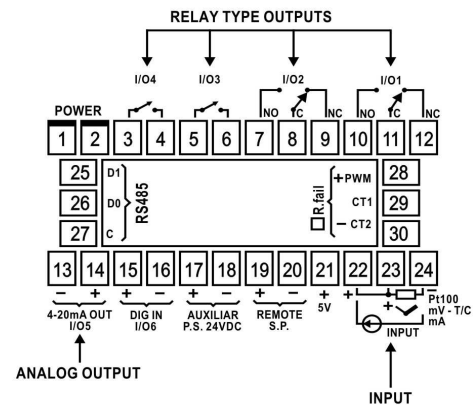 RELAY TYPE OUTPUTS
I/O4 I/O3 I/O2 I/O1
POWER NO C NC NO C NC
1 2 3 4 5 6 7 8 9 10 11 12
25 D1 +PWM 28
26 D0 RS485 R.fail CT1 29
27 C − CT2 30
13 14 15 16 17 18 19 20 21 22 23 24
− + + − + − + − + + −
4-20mA OUT DIG IN AUXILIAR REMOTE 5V + Pt100
I/O5 I/O6 P.S. 24VDC S.P. mV - T/C
INPUT mA
ANALOG OUTPUT
INPUT